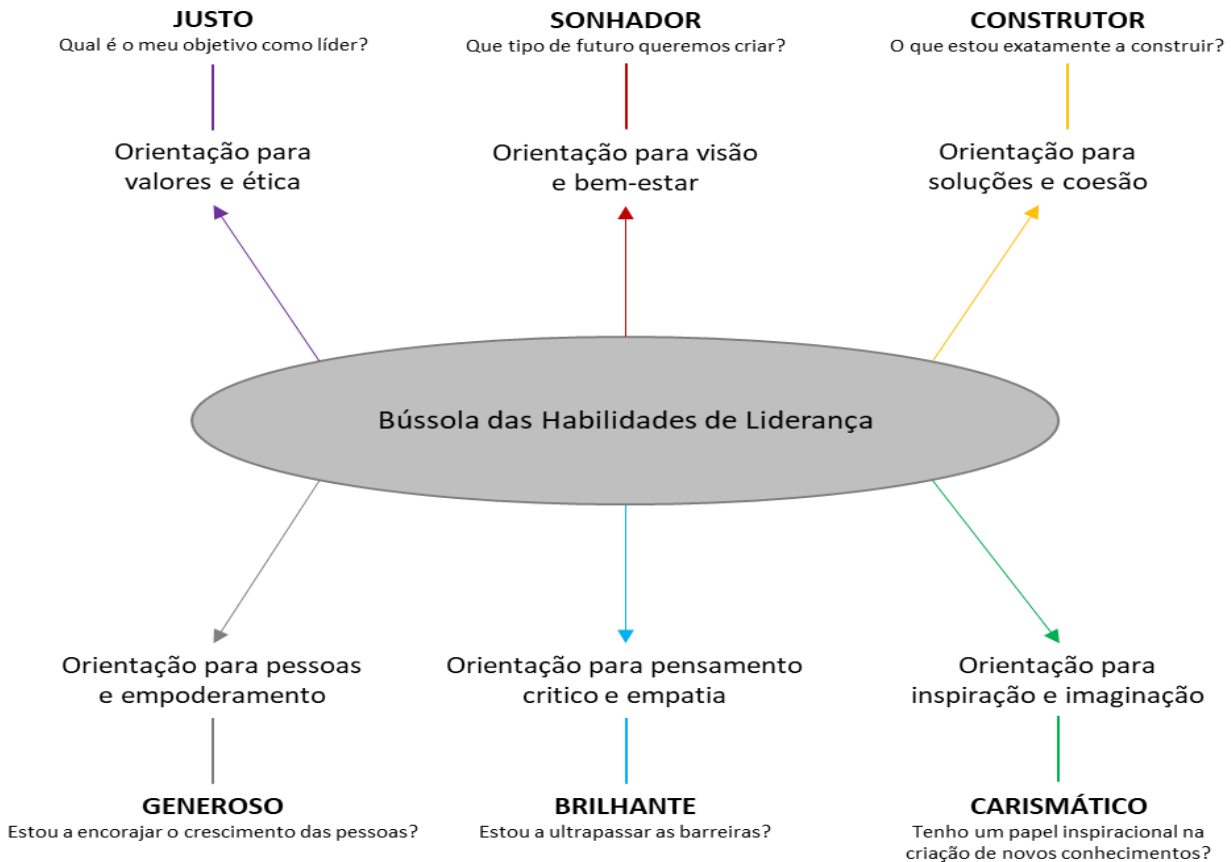 JUSTO
Qual é o meu objetivo como líder?
Orientação para
valores e ética
SONHADOR
Que tipo de futuro queremos criar?
Orientação para visão
e bem-estar
CONSTRUTOR
O que estou exatamente a construir?
Orientação para
soluções e coesão
Bússola das Habilidades de Liderança
Orientação para pessoas
e empoderamento
GENEROSO
Estou a encorajar o crescimento das pessoas?
Orientação para pensamento
critico e empatia
BRILHANTE
Estou a ultrapassar as barreiras?
Orientação para
inspiração e imaginação
CARISMÁTICO
Tenho um papel inspiracional na
criação de novos conhecimentos?